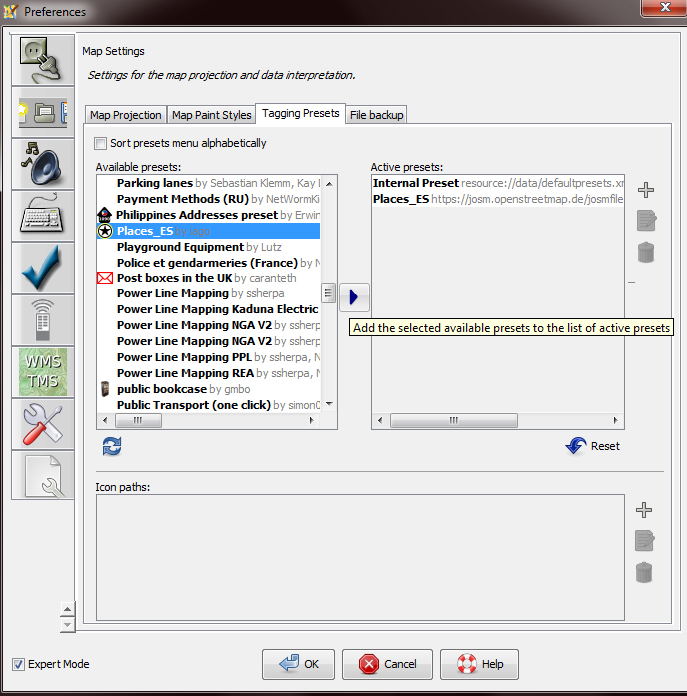 Preferences
Map Settings
Settings for the map projection and data interpretation.
Map Projection Map Paint Styles Tagging Presets File backup
Sort presets menu alphabetically
Available presets:
Parking lanes by Sebastian Klemm, Kay
Payment Methods (RU) by NetWormKi
Philippines Addresses preset by Erwin
Places_ES by
Playground Equipment by Lutz
Police et gendarmeries (France) by N
Post boxes in the UK by caranteth
Power Line Mapping by ssherpa
Power Line Mapping Kaduna Electric
Power Line Mapping NGA V2 by ssherp
Power Line Mapping NGA V2 by ssherp
Power Line Mapping PPL by ssherpa, N
Power Line Mapping REA by ssherpa, N
public bookcase by gmbo
Public Transport (one click) by simon0
Active presets:
Internal Preset resource://data/defaultpresets.xm
Places_ES https://josm.openstreetmap.de/josmfile
Add the selected available presets to the list of active presets
Reset
Icon paths:
WMS
TMS
Expert Mode
OK Cancel Help